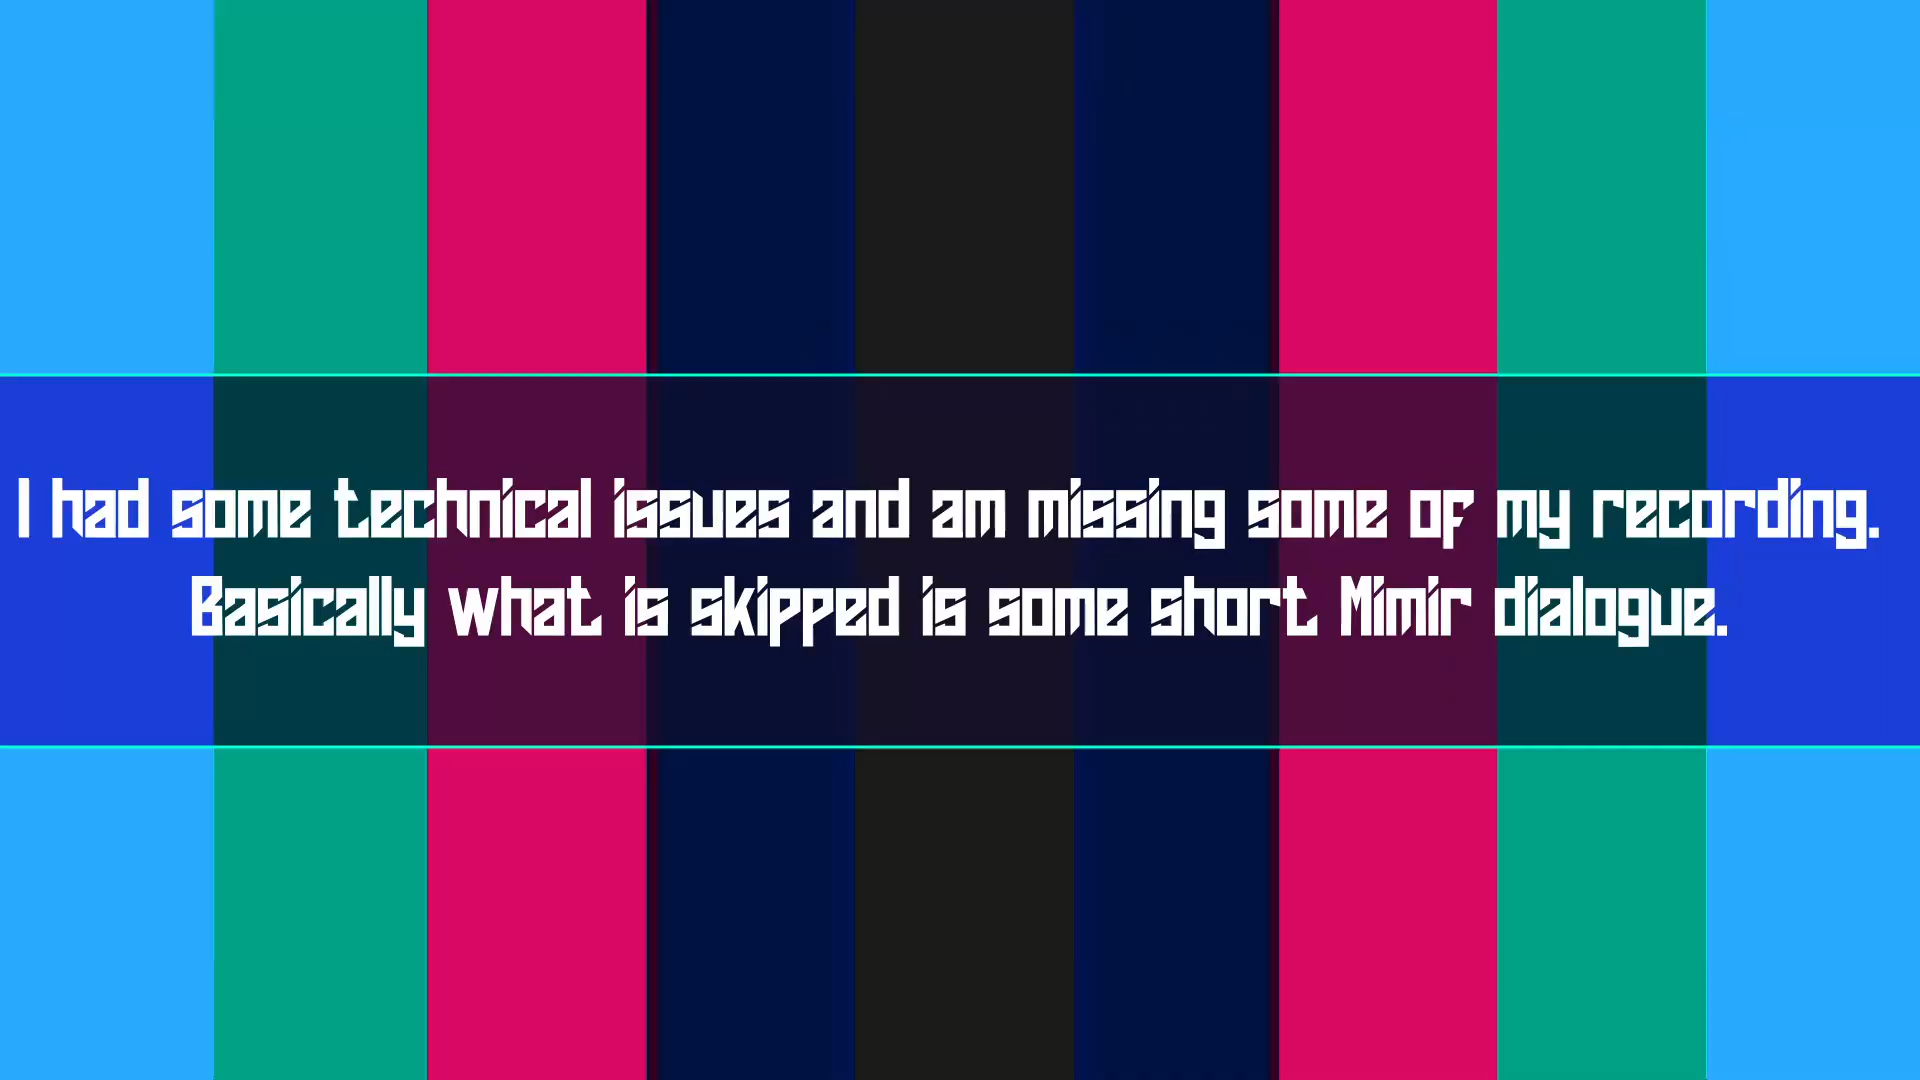 I had some technical issues and am missing some of my recording.
Basically what is skipped is some short Mimir dialogue.